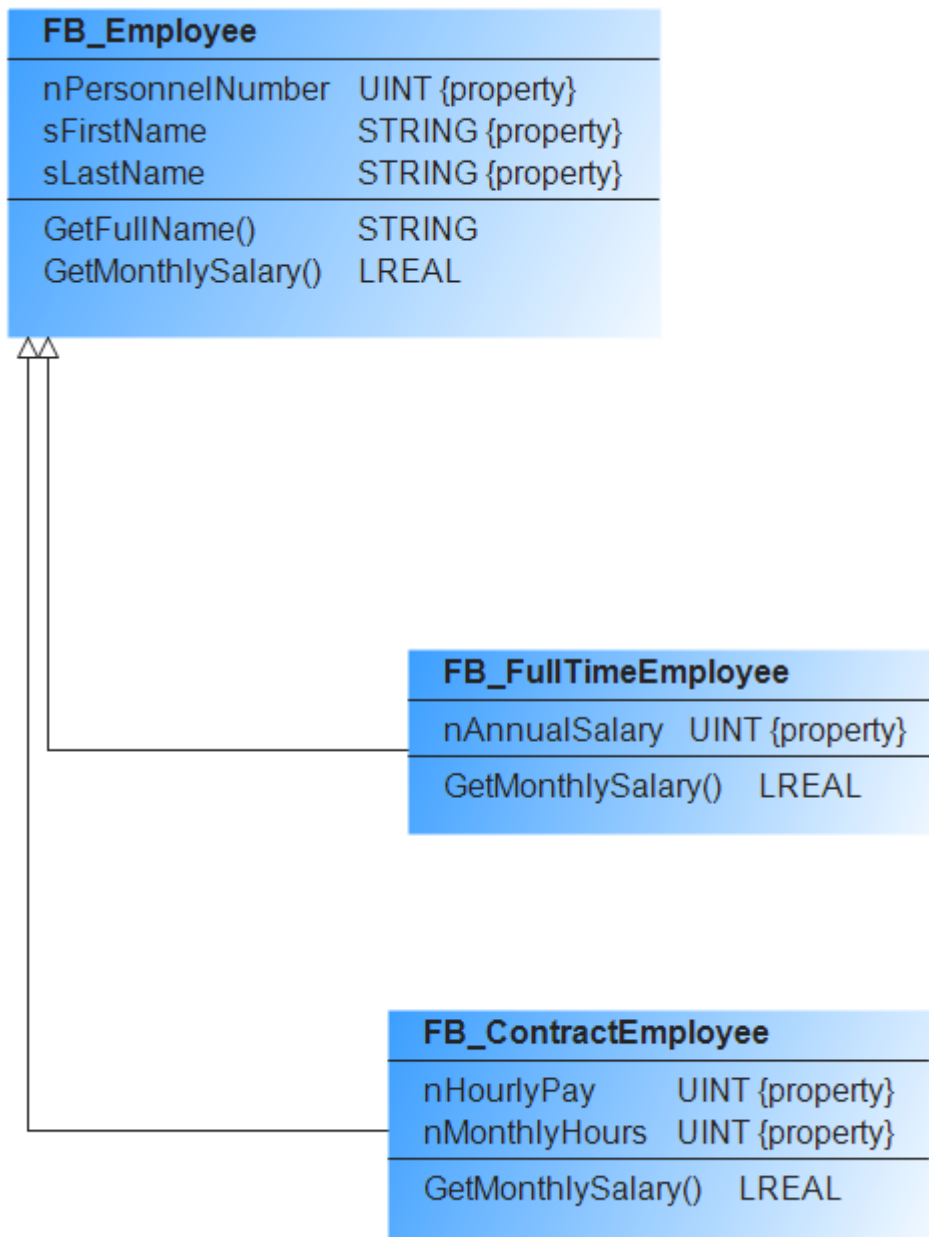 FB_Employee
nPersonnelNumber UINT {property}
sFirstName STRING {property}
sLastName STRING {property}
GetFullName() STRING
GetMonthlySalary() LREAL
FB_FullTimeEmployee
nAnnualSalary UINT {property}
GetMonthlySalary() LREAL
FB_ContractEmployee
nHourlyPay UINT {property}
nMonthlyHours UINT {property}
GetMonthlySalary() LREAL